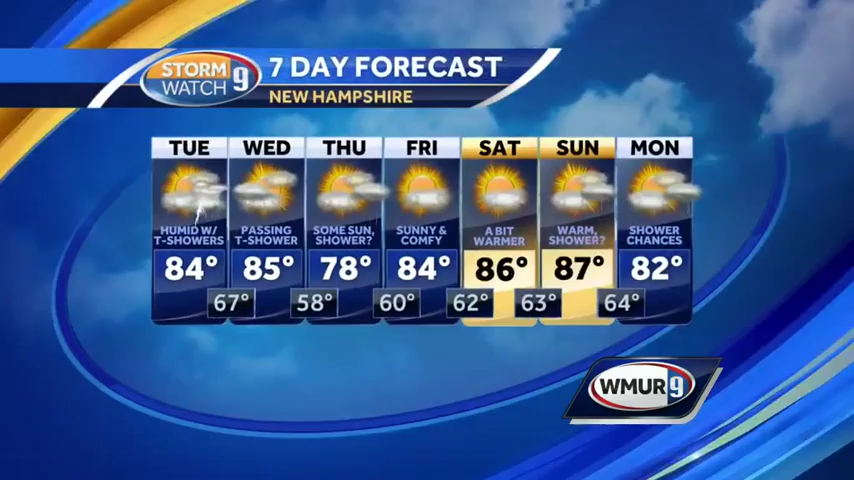 STORM
WATCH 9
7 DAY FORECAST
NEW HAMPSHIRE
TUE WED THU FRI SAT SUN MON
HUMID W/ PASSING SOME SUN, SUNNY & A BIT WARM, SHOWER
T-SHOWERS T-SHOWER SHOWER? COMFY WARMER SHOWER? CHANCES
84° 85° 78° 84° 86° 87° 82°
67° 58° 60° 62° 63° 64°
WMUR 9